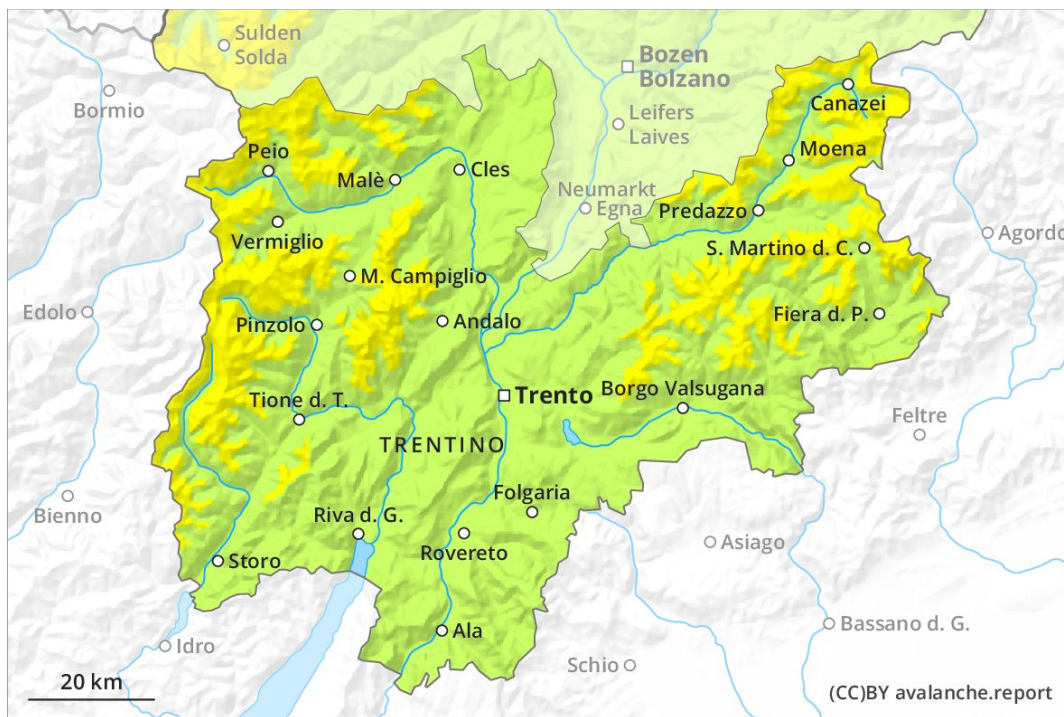 Sulden
Solda
Bozen
Bolzano
Bormio
Canazei
Leifers
Laives
Peio
Moena
Malè
Cles
Neumarkt
Egna
Predazzo
Vermiglio
Agordo
S. Martino d. C.
M. Campiglio
Edolo
Pinzolo
Andalo
Fiera d. P.
Trento
Borgo Valsugana
Tione d. T.
Feltre
TRENTINO
Bienno
Folgaria
Riva d. G.
Asiago
Storo
Rovereto
Bassano d. G.
Ala
Idro
Schio
20 km
(CC)BY avalanche.report